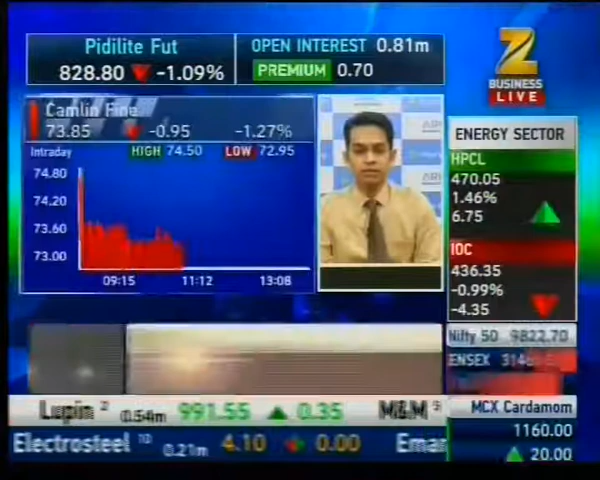 Pidilite Fut
828.80 -1.09%
OPEN INTEREST 0.81m
PREMIUM 0.70
Z
BUSINESS
LIVE
Camlin Fine
73.85 -0.95 -1.27%
Intraday HIGH 74.50 LOW 72.95
74.80
74.20
73.60
73.00
09:15 11:12 13:08
ENERGY SECTOR
HPCL
470.05
1.46%
6.75
IOC
436.35
-0.99%
-4.35
Nifty 50 9822.70
Lupin 0.54m 991.55 0.35 M&M
MCX Cardamom
1160.00
20.00
Electrosteel 10 0.21m 4.10 0.00 Emar